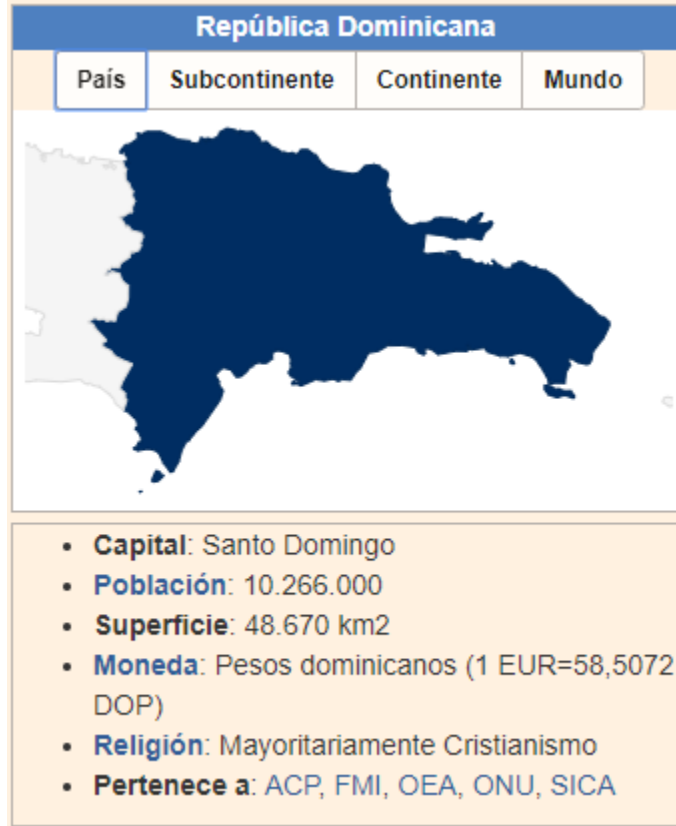 República Dominicana
País Subcontinente Continente Mundo
Capital: Santo Domingo
Población: 10.266.000
Superficie: 48.670 km2
Moneda: Pesos dominicanos (1 EUR=58,5072
DOP)
Religión: Mayoritariamente Cristianismo
Pertenece a: ACP, FMI, OEA, ONU, SICA